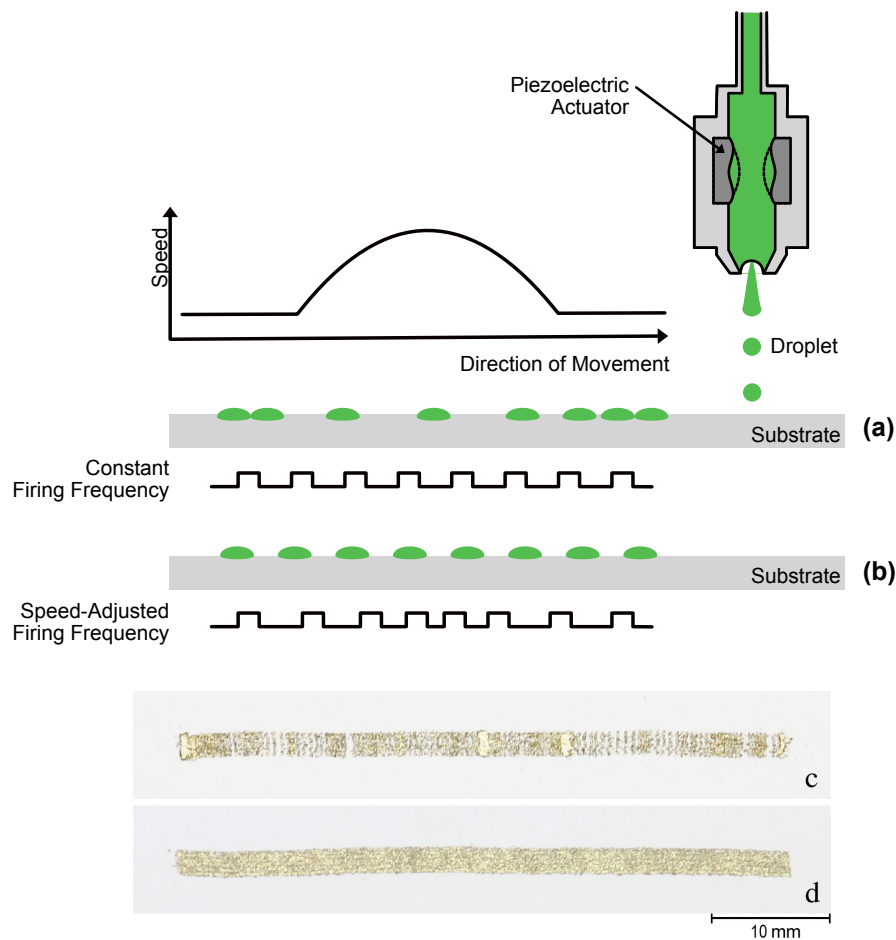 Piezoelectric
Actuator
Speed
Direction of Movement
Droplet
Substrate
(a)
Constant
Firing Frequency
Substrate
(b)
Speed-Adjusted
Firing Frequency
c
d
10 mm